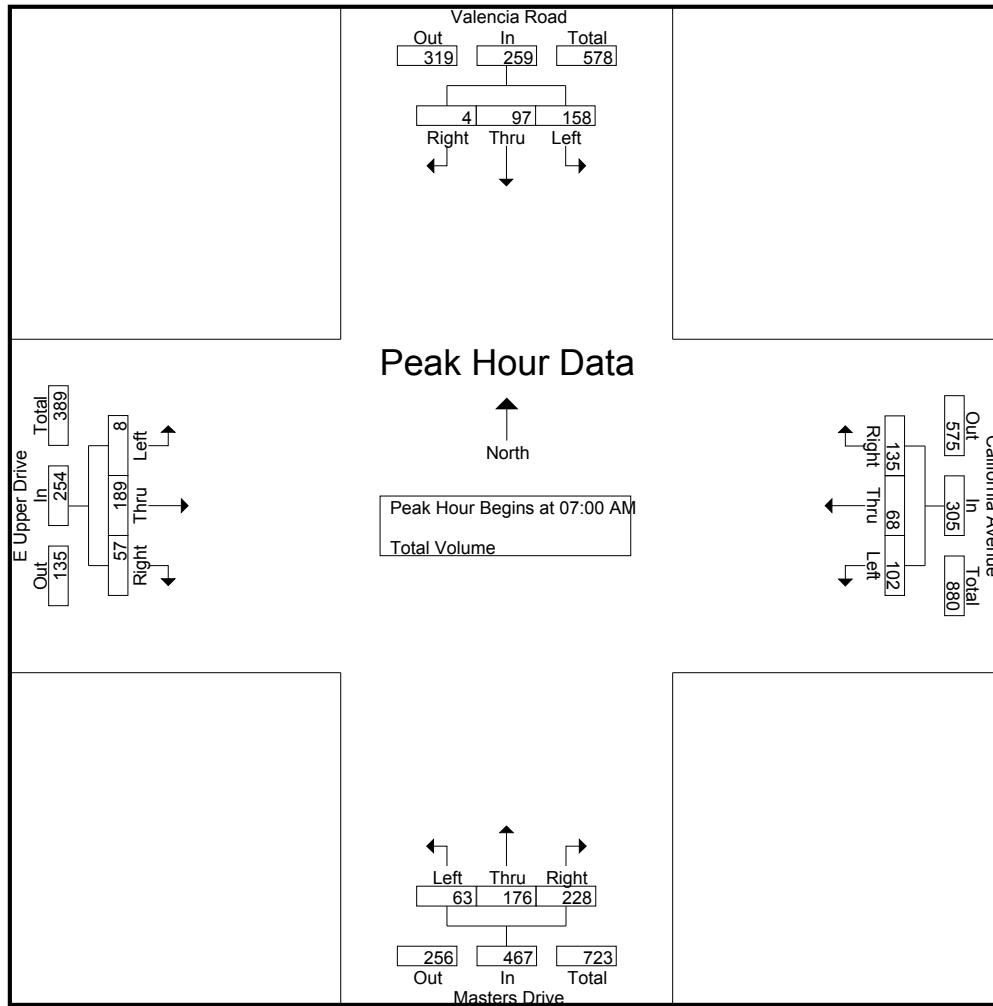 Valencia Road
Out In Total
319 259 578
4 97 158
Right Thru Left
Peak Hour Data
North
Peak Hour Begins at 07:00 AM
Total Volume
E Upper Drive
Out In Total
135 254 389
57 189 8
Right Thru Left
California Avenue
Out In Total
575 305 880
135 68 102
Right Thru Left
Left Thru Right
63 176 228
256 467 723
Out In Total
Masters Drive